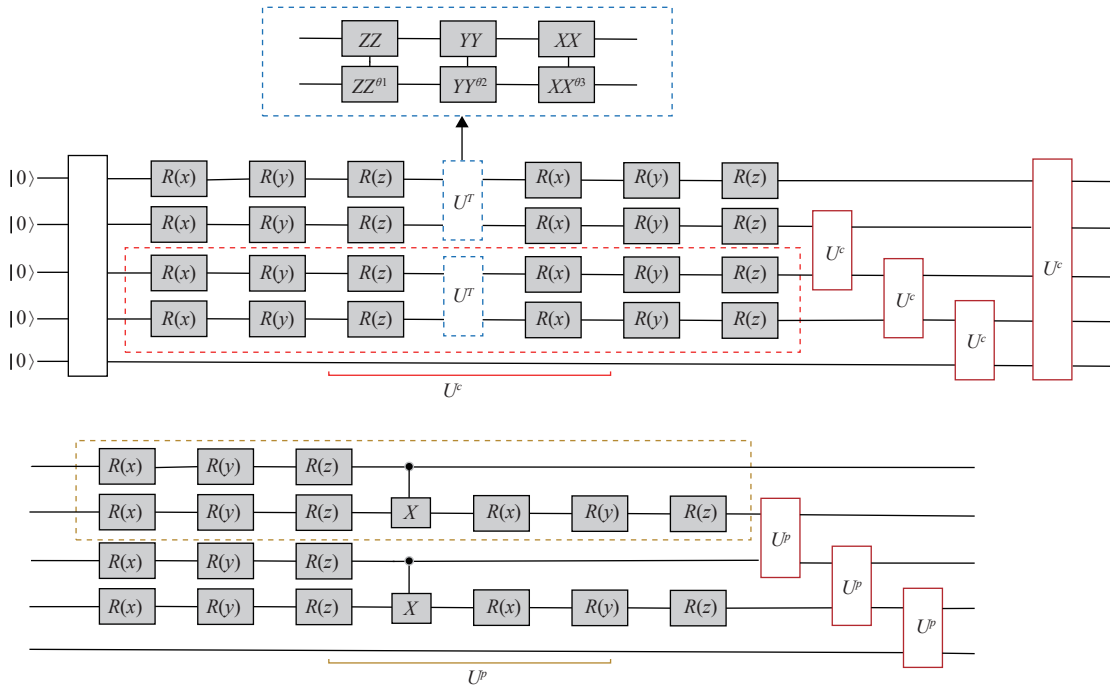 ZZ YY XX
ZZ^θ1 YY^θ2 XX^θ3
|0⟩ R(x) R(y) R(z) R(x) R(y) R(z)
U^T
|0⟩ R(x) R(y) R(z) R(x) R(y) R(z)
U^c
|0⟩ R(x) R(y) R(z) R(x) R(y) R(z) U^c
U^T U^c
|0⟩ R(x) R(y) R(z) R(x) R(y) R(z)
U^c
|0⟩
U^c
R(x) R(y) R(z)
R(x) R(y) R(z) X R(x) R(y) R(z)
U^p
R(x) R(y) R(z)
U^p
R(x) R(y) R(z) X R(x) R(y) R(z)
U^p
U^p